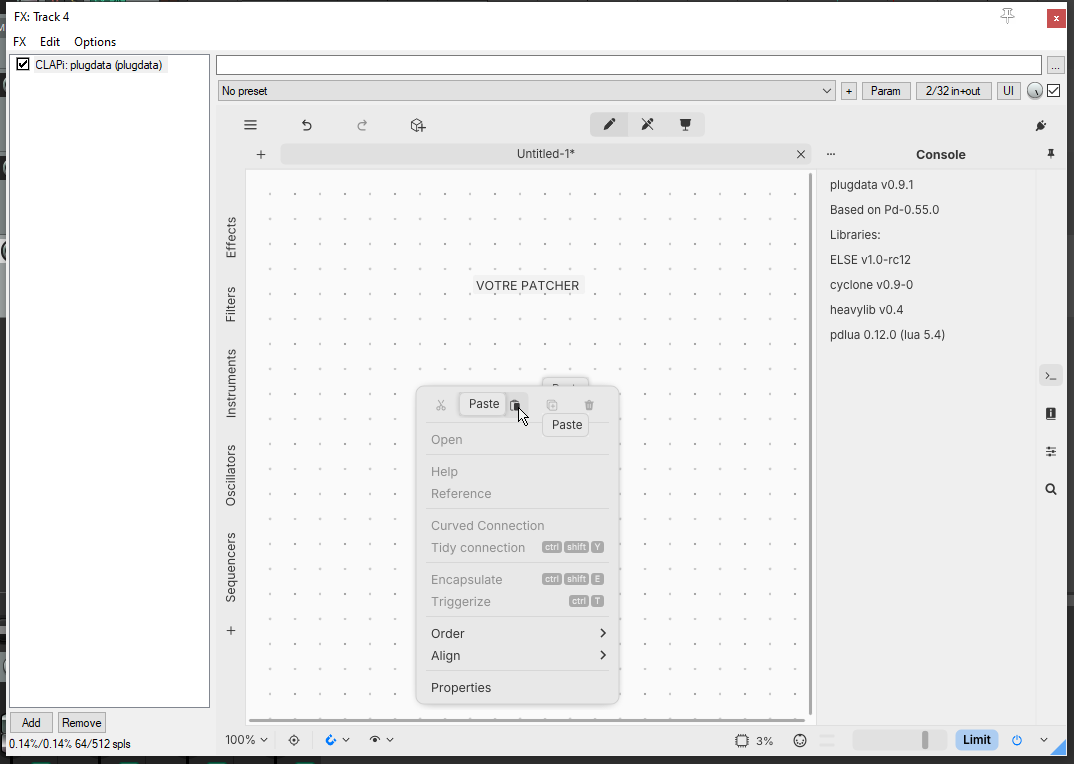 FX: Track 4
x
FX Edit Options
CLAPi: plugdata (plugdata)
...
No preset
+ Param 2/32 in+out UI
+ Untitled-1* ... Console
plugdata v0.9.1
Based on Pd-0.55.0
Libraries:
ELSE v1.0-rc12
cyclone v0.9-0
heavylib v0.4
pdlua 0.12.0 (lua 5.4)
Effects
Filters
Instruments
Oscillators
Sequencers
+
VOTRE PATCHER
Paste
Paste
Open
Help
Reference
Curved Connection
Tidy connection ctrl shift Y
Encapsulate ctrl shift E
Triggerize ctrl T
Order
Align
Properties
Add Remove
0.14%/0.14% 64/512 spls
100% 3% Limit